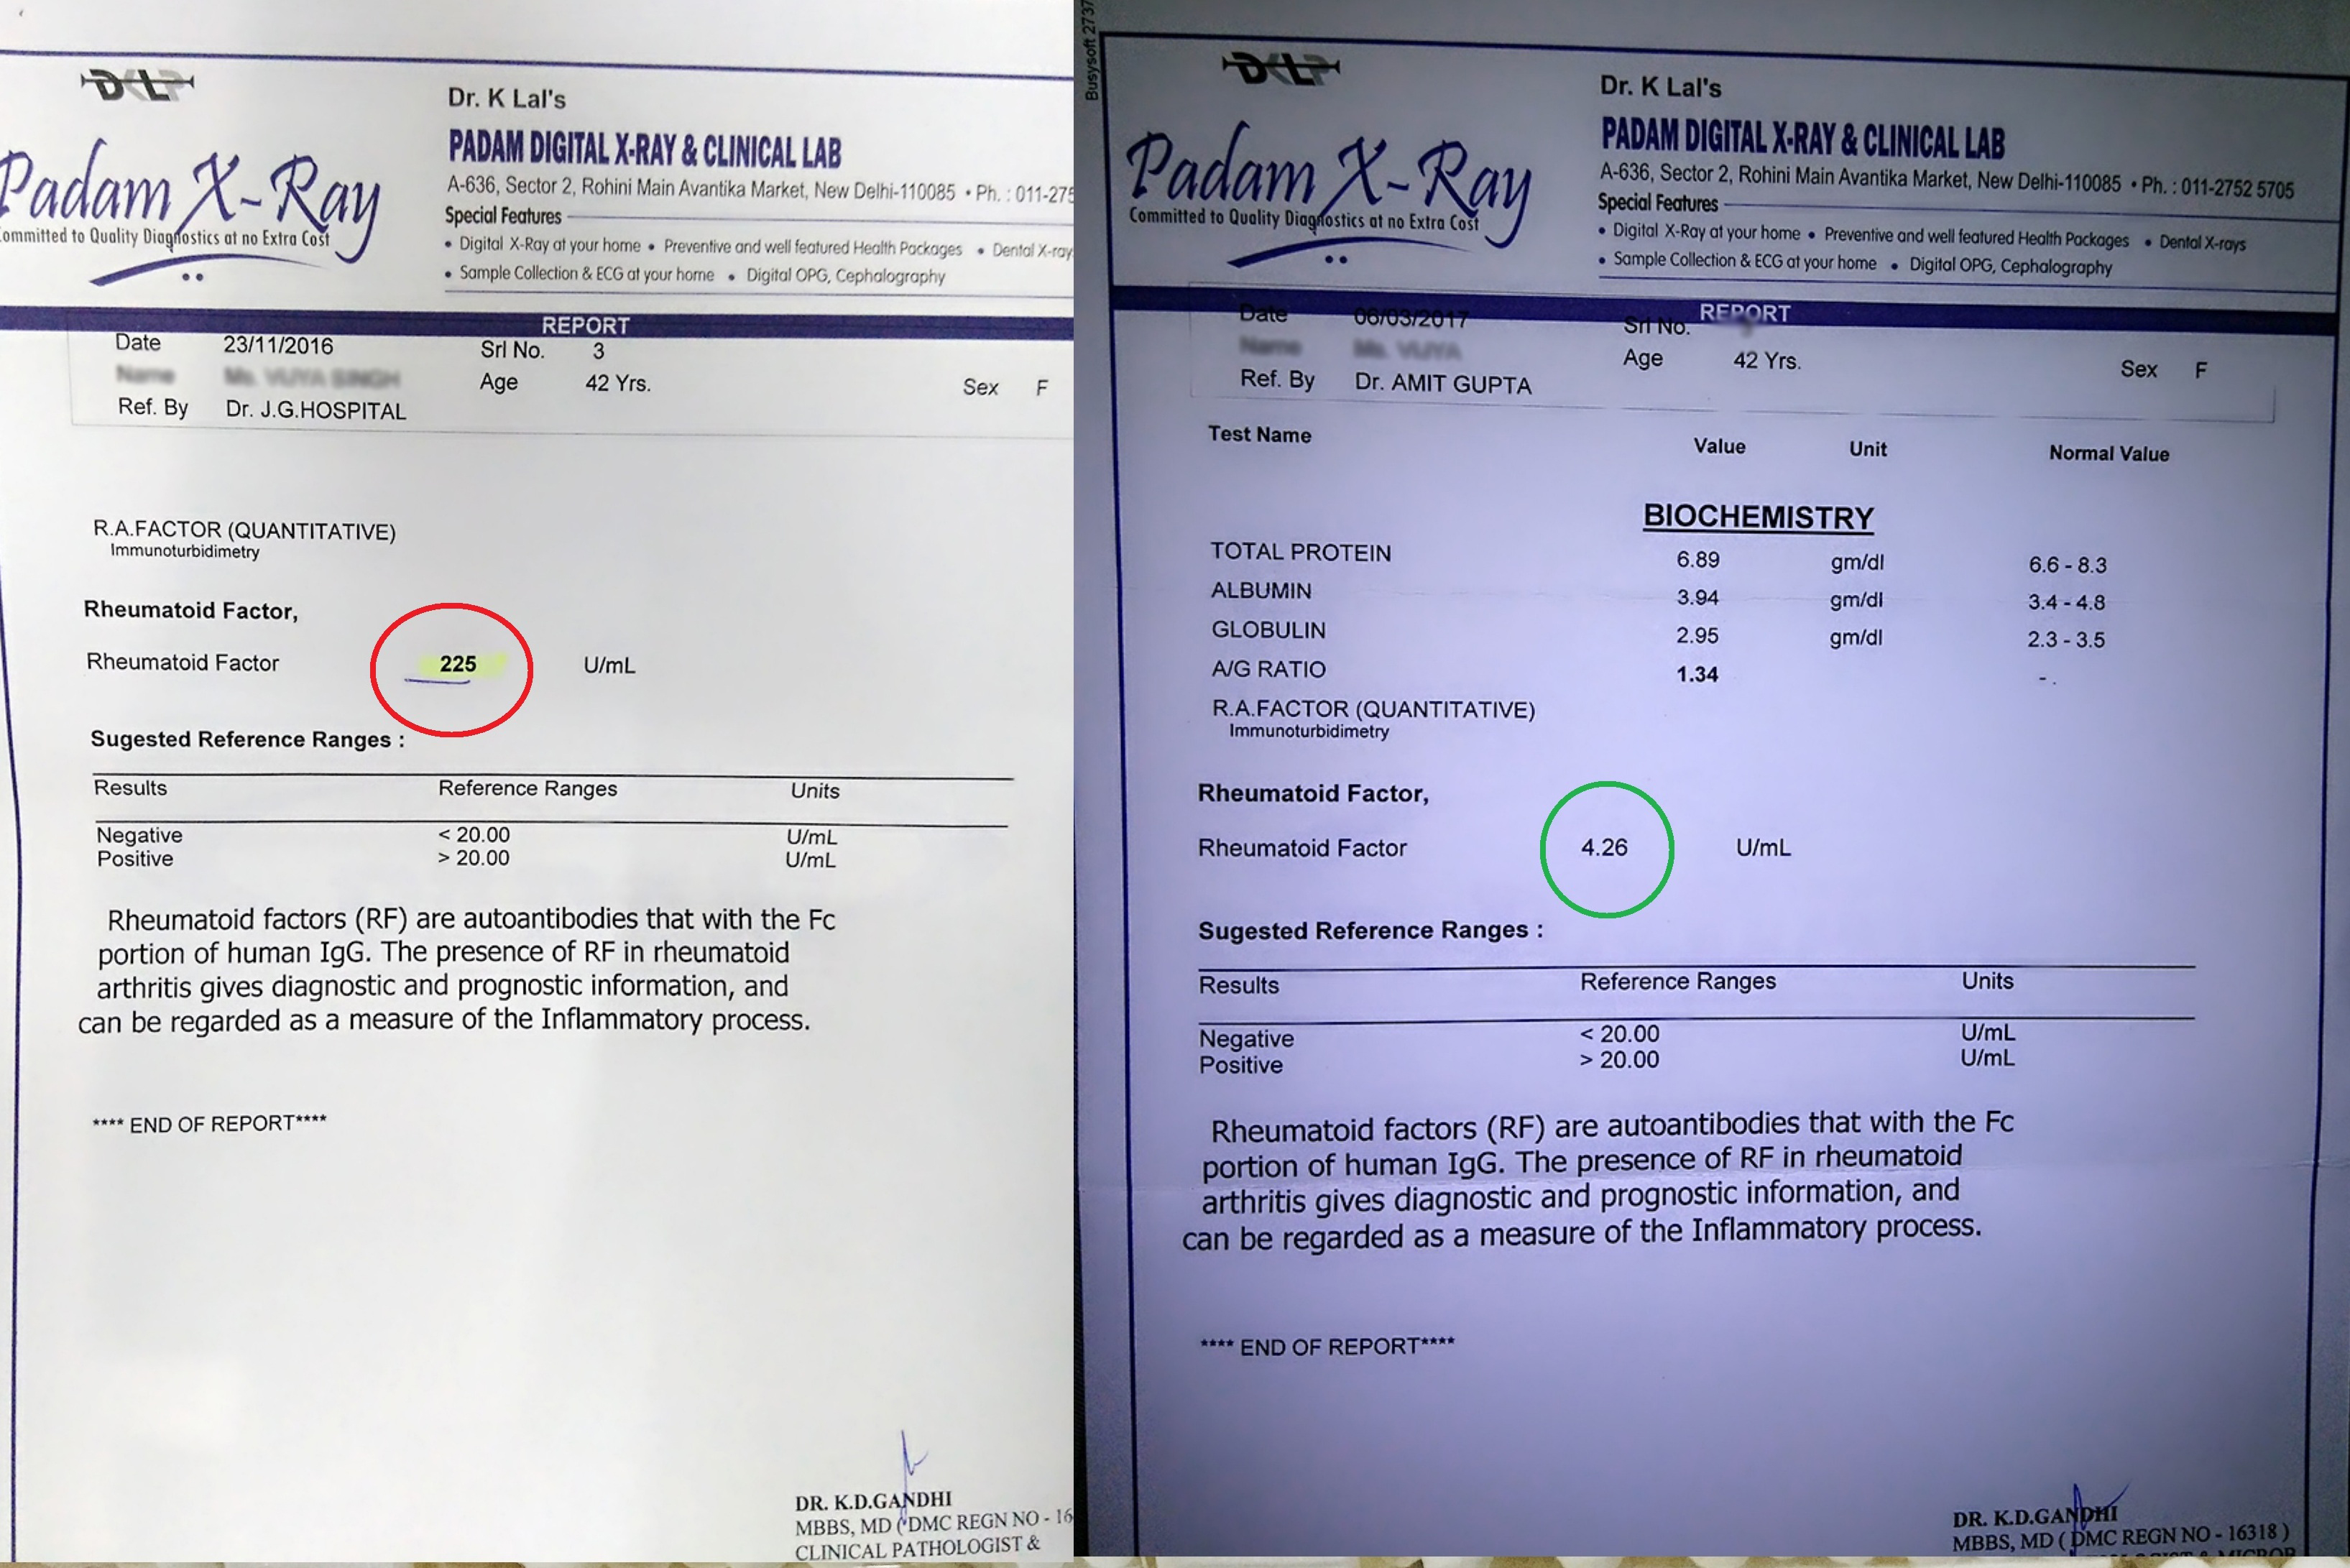 DLP
Padam X-Ray
Committed to Quality Diagnostics at no Extra Cost
Dr. K Lal's
PADAM DIGITAL X-RAY & CLINICAL LAB
A-636, Sector 2, Rohini Main Avantika Market, New Delhi-110085 • Ph. : 011-275
Special Features
• Digital X-Ray at your home • Preventive and well featured Health Packages • Dental X-ray
• Sample Collection & ECG at your home • Digital OPG, Cephalography
REPORT
Date 23/11/2016 Srl No. 3
Age 42 Yrs. Sex F
Ref. By Dr. J.G.HOSPITAL
R.A.FACTOR (QUANTITATIVE)
Immunoturbidimetry
Rheumatoid Factor,
Rheumatoid Factor 225 U/mL
Sugested Reference Ranges :
Results Reference Ranges Units
Negative < 20.00 U/mL
Positive > 20.00 U/mL
Rheumatoid factors (RF) are autoantibodies that with the Fc
portion of human IgG. The presence of RF in rheumatoid
arthritis gives diagnostic and prognostic information, and
can be regarded as a measure of the Inflammatory process.
**** END OF REPORT****
DR. K.D.GANDHI
MBBS, MD ( DMC REGN NO - 16
CLINICAL PATHOLOGIST &
Busysoft 2737
DLP
Padam X-Ray
Committed to Quality Diagnostics at no Extra Cost
Dr. K Lal's
PADAM DIGITAL X-RAY & CLINICAL LAB
A-636, Sector 2, Rohini Main Avantika Market, New Delhi-110085 • Ph. : 011-2752 5705
Special Features
• Digital X-Ray at your home • Preventive and well featured Health Packages • Dental X-rays
• Sample Collection & ECG at your home • Digital OPG, Cephalography
REPORT
Date 06/03/2017 Srl No.
Age 42 Yrs. Sex F
Ref. By Dr. AMIT GUPTA
Test Name Value Unit Normal Value
BIOCHEMISTRY
TOTAL PROTEIN 6.89 gm/dl 6.6 - 8.3
ALBUMIN 3.94 gm/dl 3.4 - 4.8
GLOBULIN 2.95 gm/dl 2.3 - 3.5
A/G RATIO 1.34 - .
R.A.FACTOR (QUANTITATIVE)
Immunoturbidimetry
Rheumatoid Factor,
Rheumatoid Factor 4.26 U/mL
Sugested Reference Ranges :
Results Reference Ranges Units
Negative < 20.00 U/mL
Positive > 20.00 U/mL
Rheumatoid factors (RF) are autoantibodies that with the Fc
portion of human IgG. The presence of RF in rheumatoid
arthritis gives diagnostic and prognostic information, and
can be regarded as a measure of the Inflammatory process.
**** END OF REPORT****
DR. K.D.GANDHI
MBBS, MD ( DMC REGN NO - 16318 )